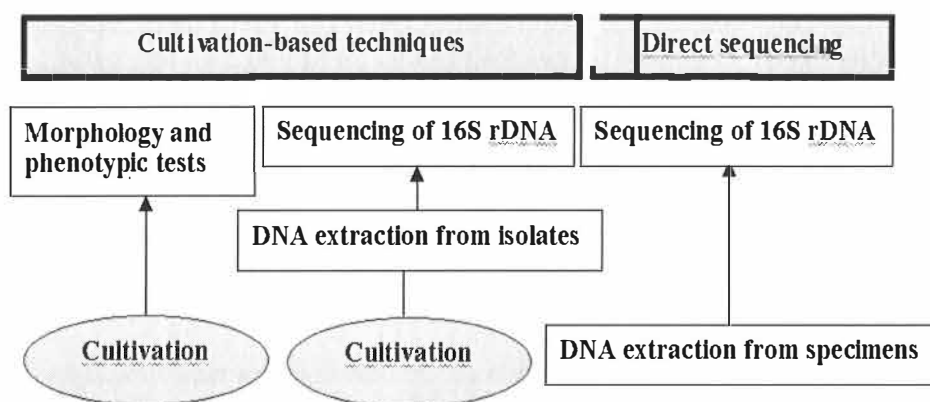 Cultivation-based techniques
Direct sequencing
Morphology and
phenotypic tests
Sequencing of 16S rDNA
Sequencing of 16S rDNA
DNA extraction from isolates
Cultivation
Cultivation
DNA extraction from specimens